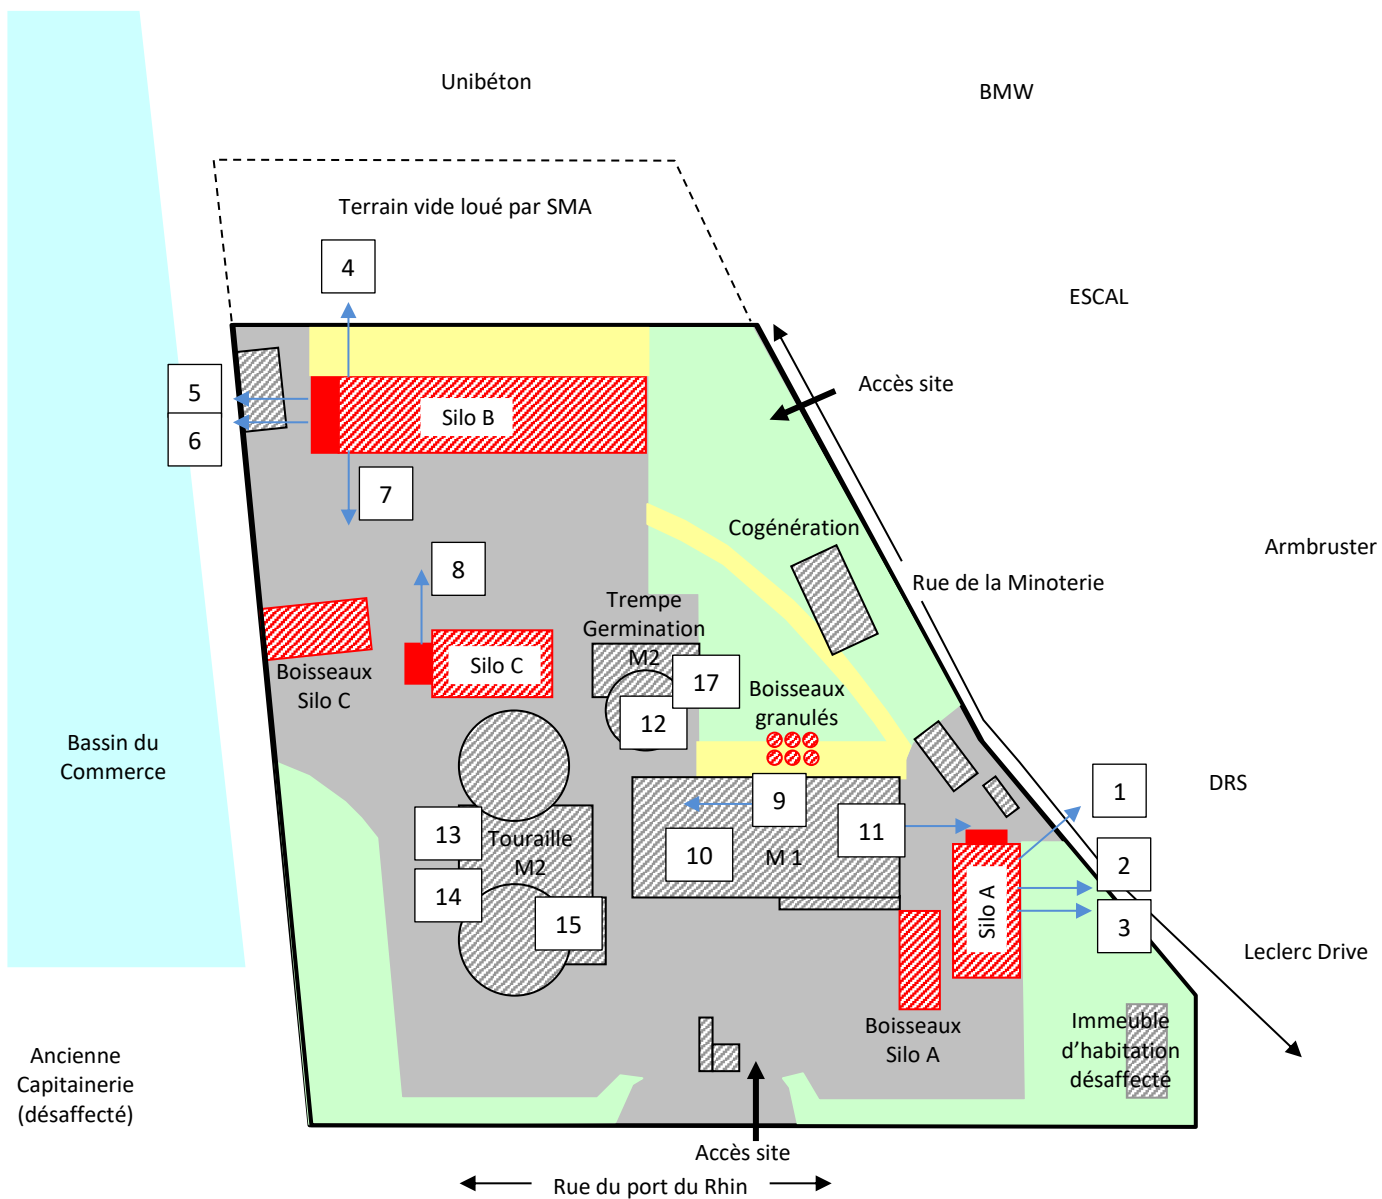 Unibéton
BMW
Terrain vide loué par SMA
4
ESCAL
5
Accès site
6
Silo B
7
Cogénération
Armbruster
8
Rue de la Minoterie
Trempe
Germination
M2
Boisseaux
Silo C
Silo C
17
Boisseaux
granulés
12
Bassin du
Commerce
DRS
1
9
13
Touraille
M2
10
M 1
11
2
14
15
Silo A
3
Leclerc Drive
Boisseaux
Silo A
Immeuble
d'habitation
désaffecté
Ancienne
Capitainerie
(désaffecté)
Accès site
Rue du port du Rhin